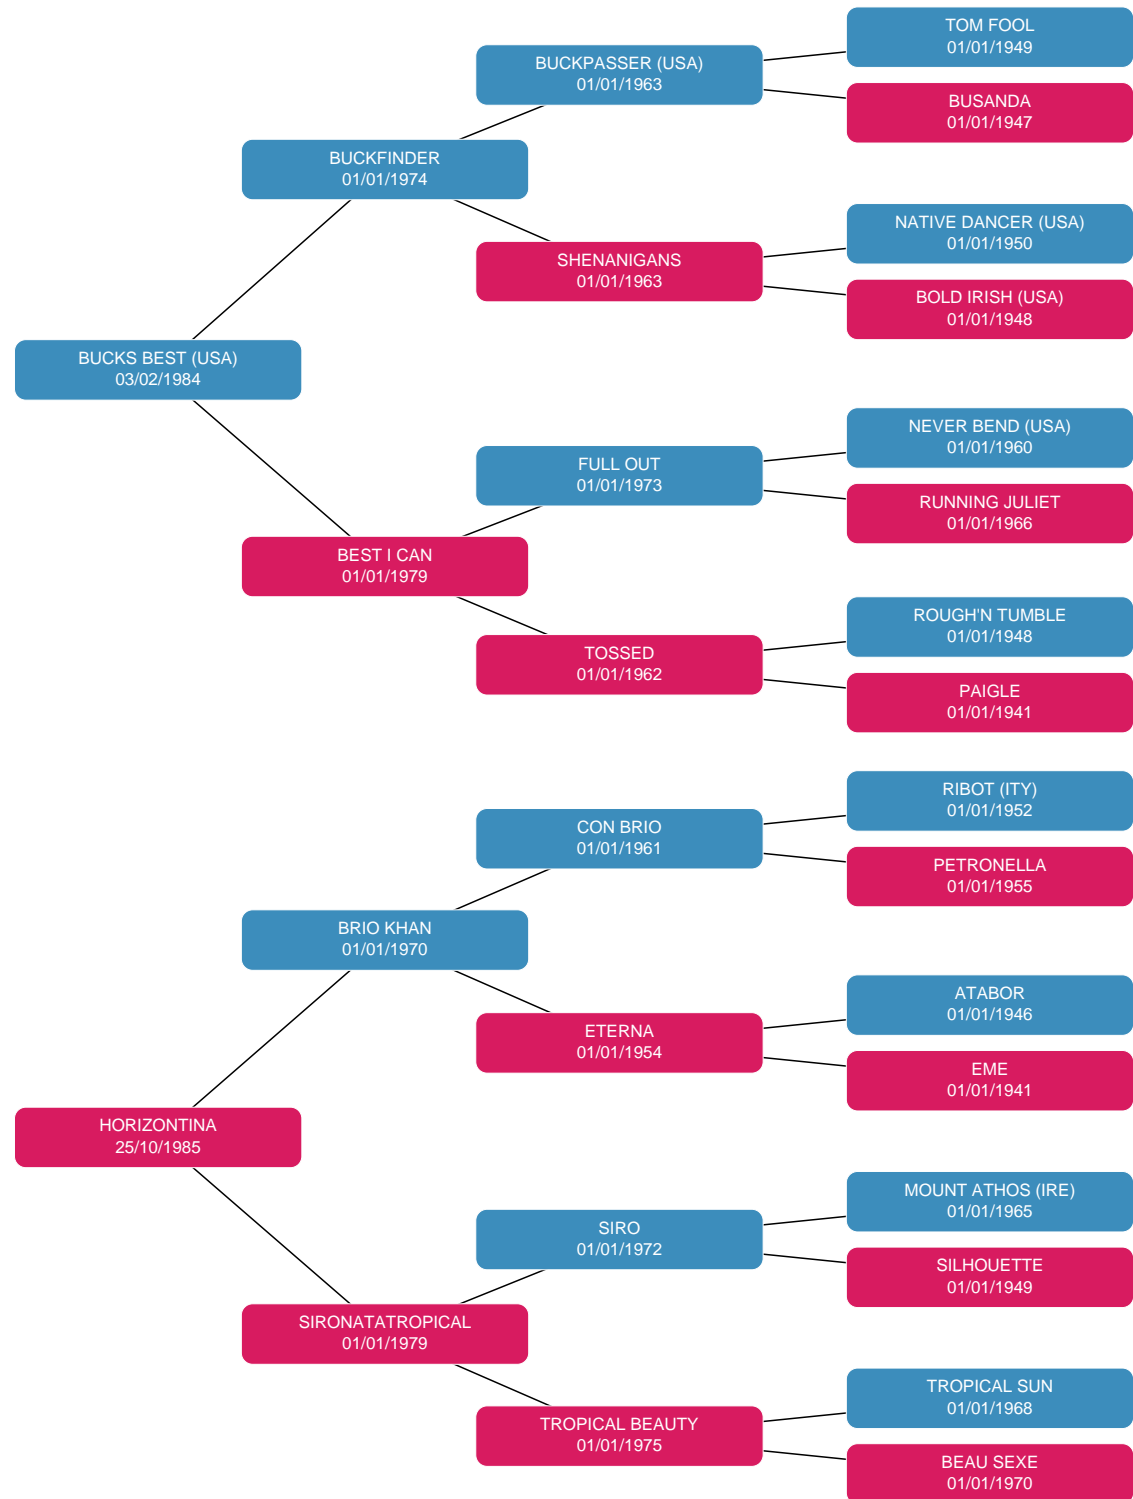 TOM FOOL
01/01/1949
BUCKPASSER (USA)
01/01/1963
BUSANDA
01/01/1947
BUCKFINDER
01/01/1974
NATIVE DANCER (USA)
01/01/1950
SHENANIGANS
01/01/1963
BOLD IRISH (USA)
01/01/1948
BUCKS BEST (USA)
03/02/1984
NEVER BEND (USA)
01/01/1960
FULL OUT
01/01/1973
RUNNING JULIET
01/01/1966
BEST I CAN
01/01/1979
ROUGH'N TUMBLE
01/01/1948
TOSSED
01/01/1962
PAIGLE
01/01/1941
RIBOT (ITY)
01/01/1952
CON BRIO
01/01/1961
PETRONELLA
01/01/1955
BRIO KHAN
01/01/1970
ATABOR
01/01/1946
ETERNA
01/01/1954
EME
01/01/1941
HORIZONTINA
25/10/1985
MOUNT ATHOS (IRE)
01/01/1965
SIRO
01/01/1972
SILHOUETTE
01/01/1949
SIRONATATROPICAL
01/01/1979
TROPICAL SUN
01/01/1968
TROPICAL BEAUTY
01/01/1975
BEAU SEXE
01/01/1970